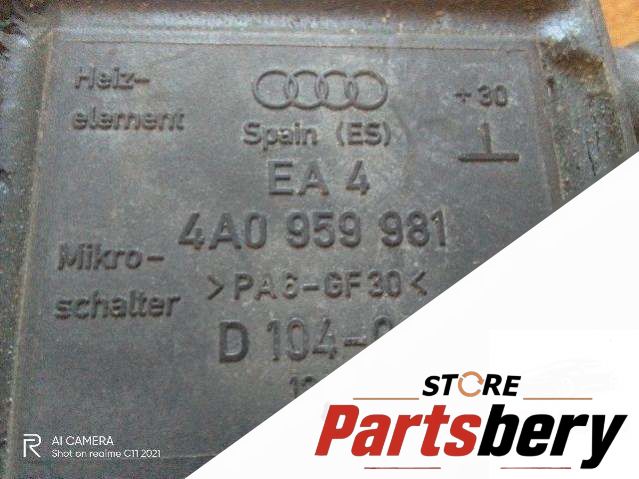 Heiz-
element
Spain (ES)
+30
EA 4
4A0 959 981
Mikro-
schalter
>PA6-GF30<
D 104-0
STORE
Partsbery
R
AI CAMERA
Shot on realme C11 2021